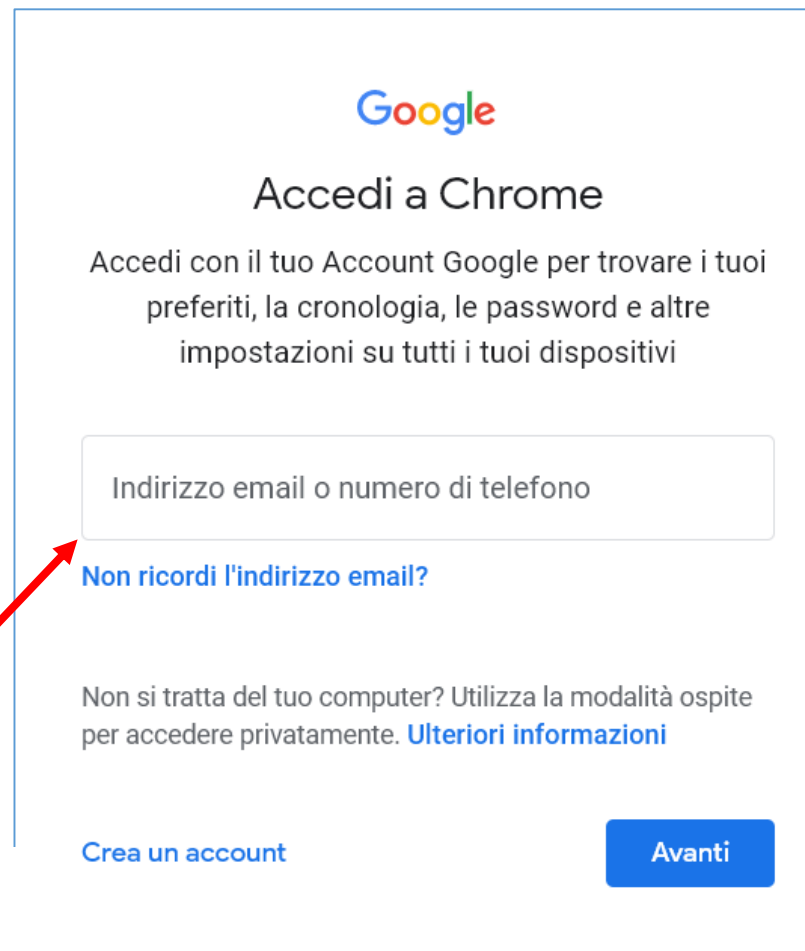 Google
Accedi a Chrome
Accedi con il tuo Account Google per trovare i tuoi
preferiti, la cronologia, le password e altre
impostazioni su tutti i tuoi dispositivi
Indirizzo email o numero di telefono
Non ricordi l'indirizzo email?
Non si tratta del tuo computer? Utilizza la modalità ospite
per accedere privatamente. Ulteriori informazioni
Crea un account Avanti